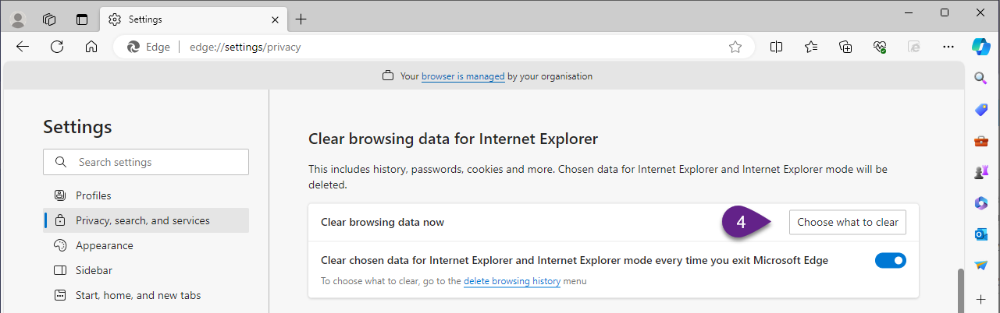 Settings
Edge edge://settings/privacy
Your browser is managed by your organisation
Settings
Search settings
Profiles
Privacy, search, and services
Appearance
Sidebar
Start, home, and new tabs
Clear browsing data for Internet Explorer
This includes history, passwords, cookies and more. Chosen data for Internet Explorer and Internet Explorer mode will be
deleted.
Clear browsing data now
4
Choose what to clear
Clear chosen data for Internet Explorer and Internet Explorer mode every time you exit Microsoft Edge
To choose what to clear, go to the delete browsing history menu